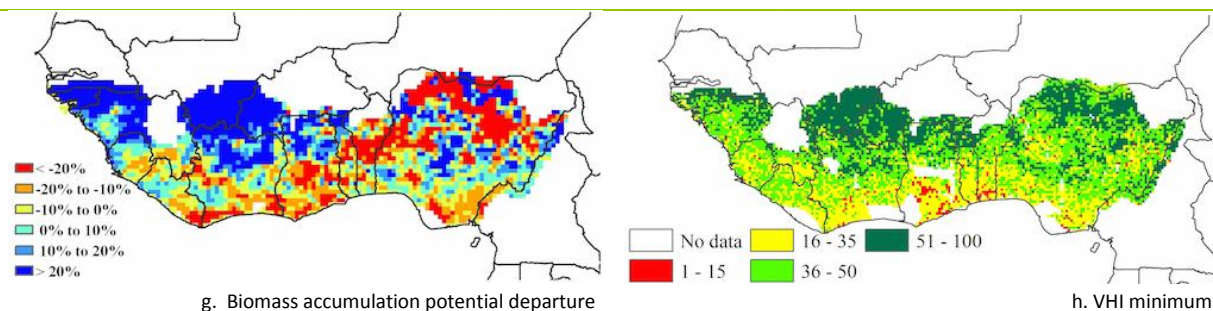 < -20%
-20% to -10%
-10% to 0%
0% to 10%
10% to 20%
> 20%
g. Biomass accumulation potential departure
No data
16 - 35
51 - 100
1 - 15
36 - 50
h. VHI minimum